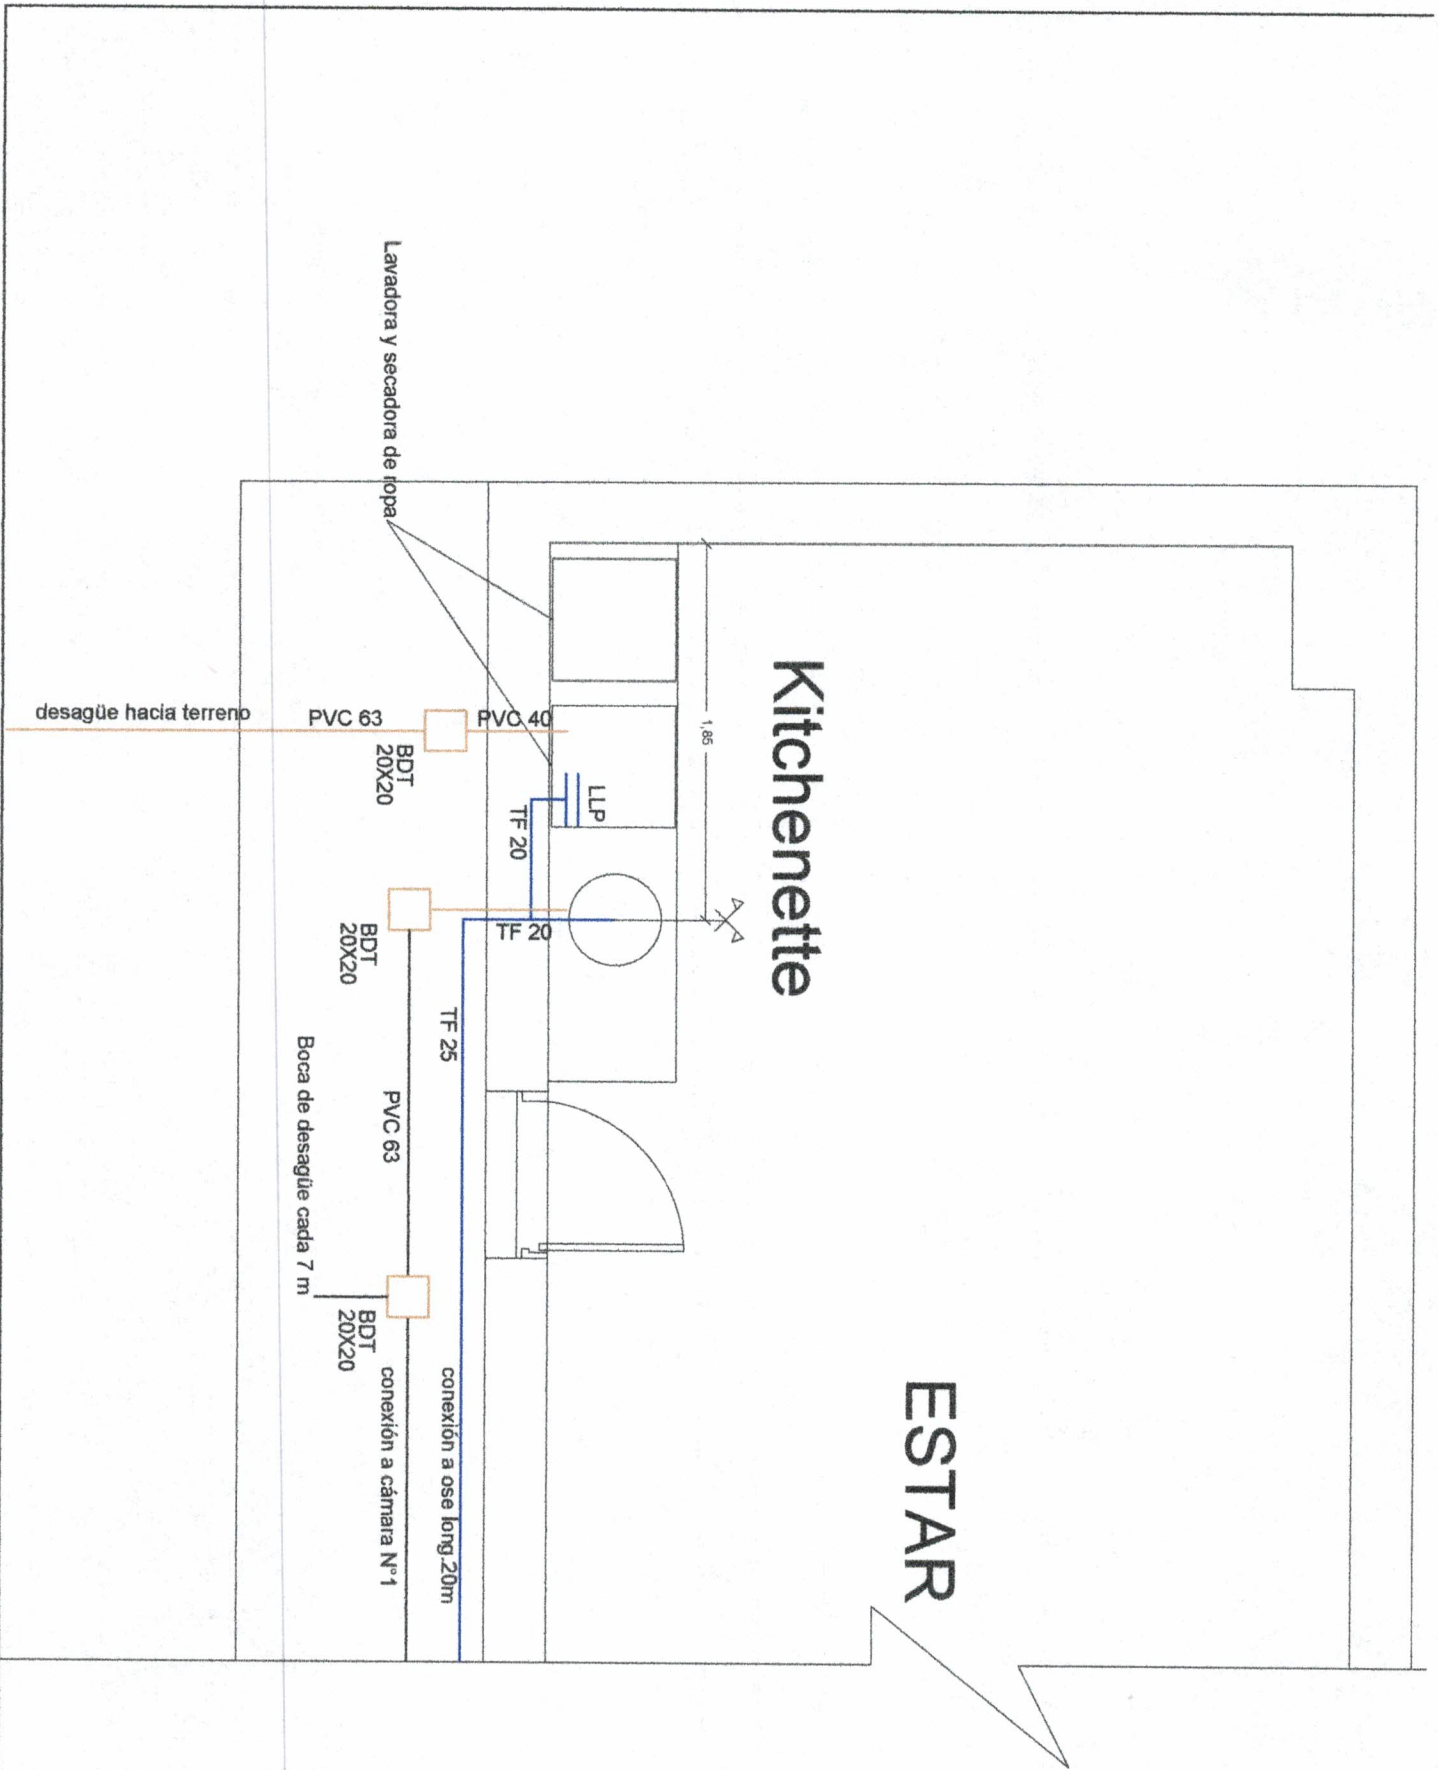 Lavadora y secadora de ropa
Kitchenette
1,85
desagüe hacia terreno
PVC 63
PVC 40
BDT
20X20
LLP
TF 20
TF 20
BDT
20X20
TF 25
PVC 63
Boca de desagüe cada 7 m
BDT
20X20
conexión a cámara N°1
conexión a ose long.20m
ESTAR